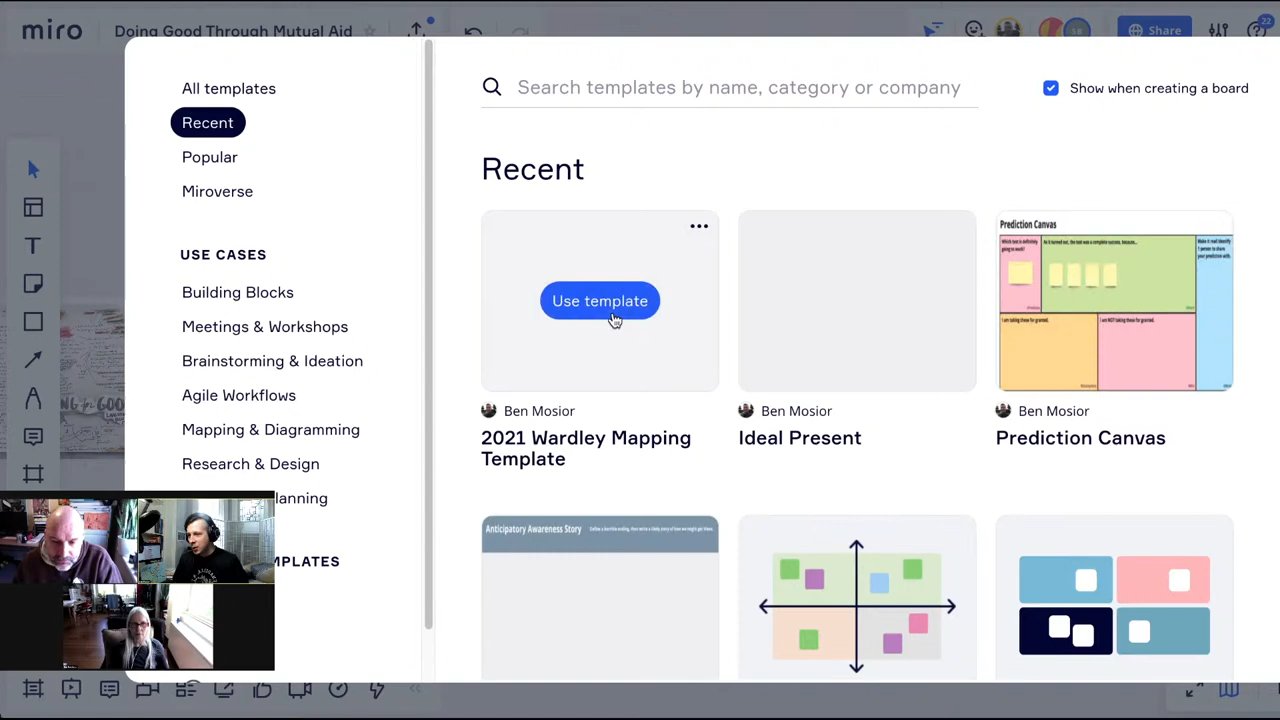 miro
Doing Good Through Mutual Aid
Share
22
All templates
Recent
Popular
Miroverse
USE CASES
Building Blocks
Meetings & Workshops
Brainstorming & Ideation
Agile Workflows
Mapping & Diagramming
Research & Design
lanning
MPLATES
Search templates by name, category or company
Show when creating a board
Recent
Use template
Ben Mosior
2021 Wardley Mapping
Template
Ben Mosior
Ideal Present
Prediction Canvas
Ben Mosior
Prediction Canvas
Anticipatory Awareness Story